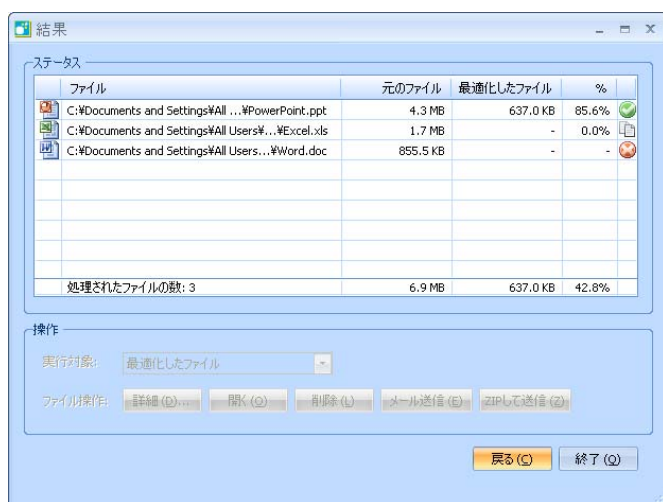 結果
ステータス
ファイル 元のファイル 最適化したファイル %
C:¥Documents and Settings¥All ...¥PowerPoint.ppt 4.3 MB 637.0 KB 85.6%
C:¥Documents and Settings¥All Users¥...¥Excel.xls 1.7 MB - 0.0%
C:¥Documents and Settings¥All Users...¥Word.doc 855.5 KB - -
処理されたファイルの数: 3 6.9 MB 637.0 KB 42.8%
操作
実行対象: 最適化したファイル
ファイル操作: 詳細 (D)... 開く (O) 削除 (L) メール送信 (E) ZIPして送信 (Z)
戻る (C) 終了 (Q)